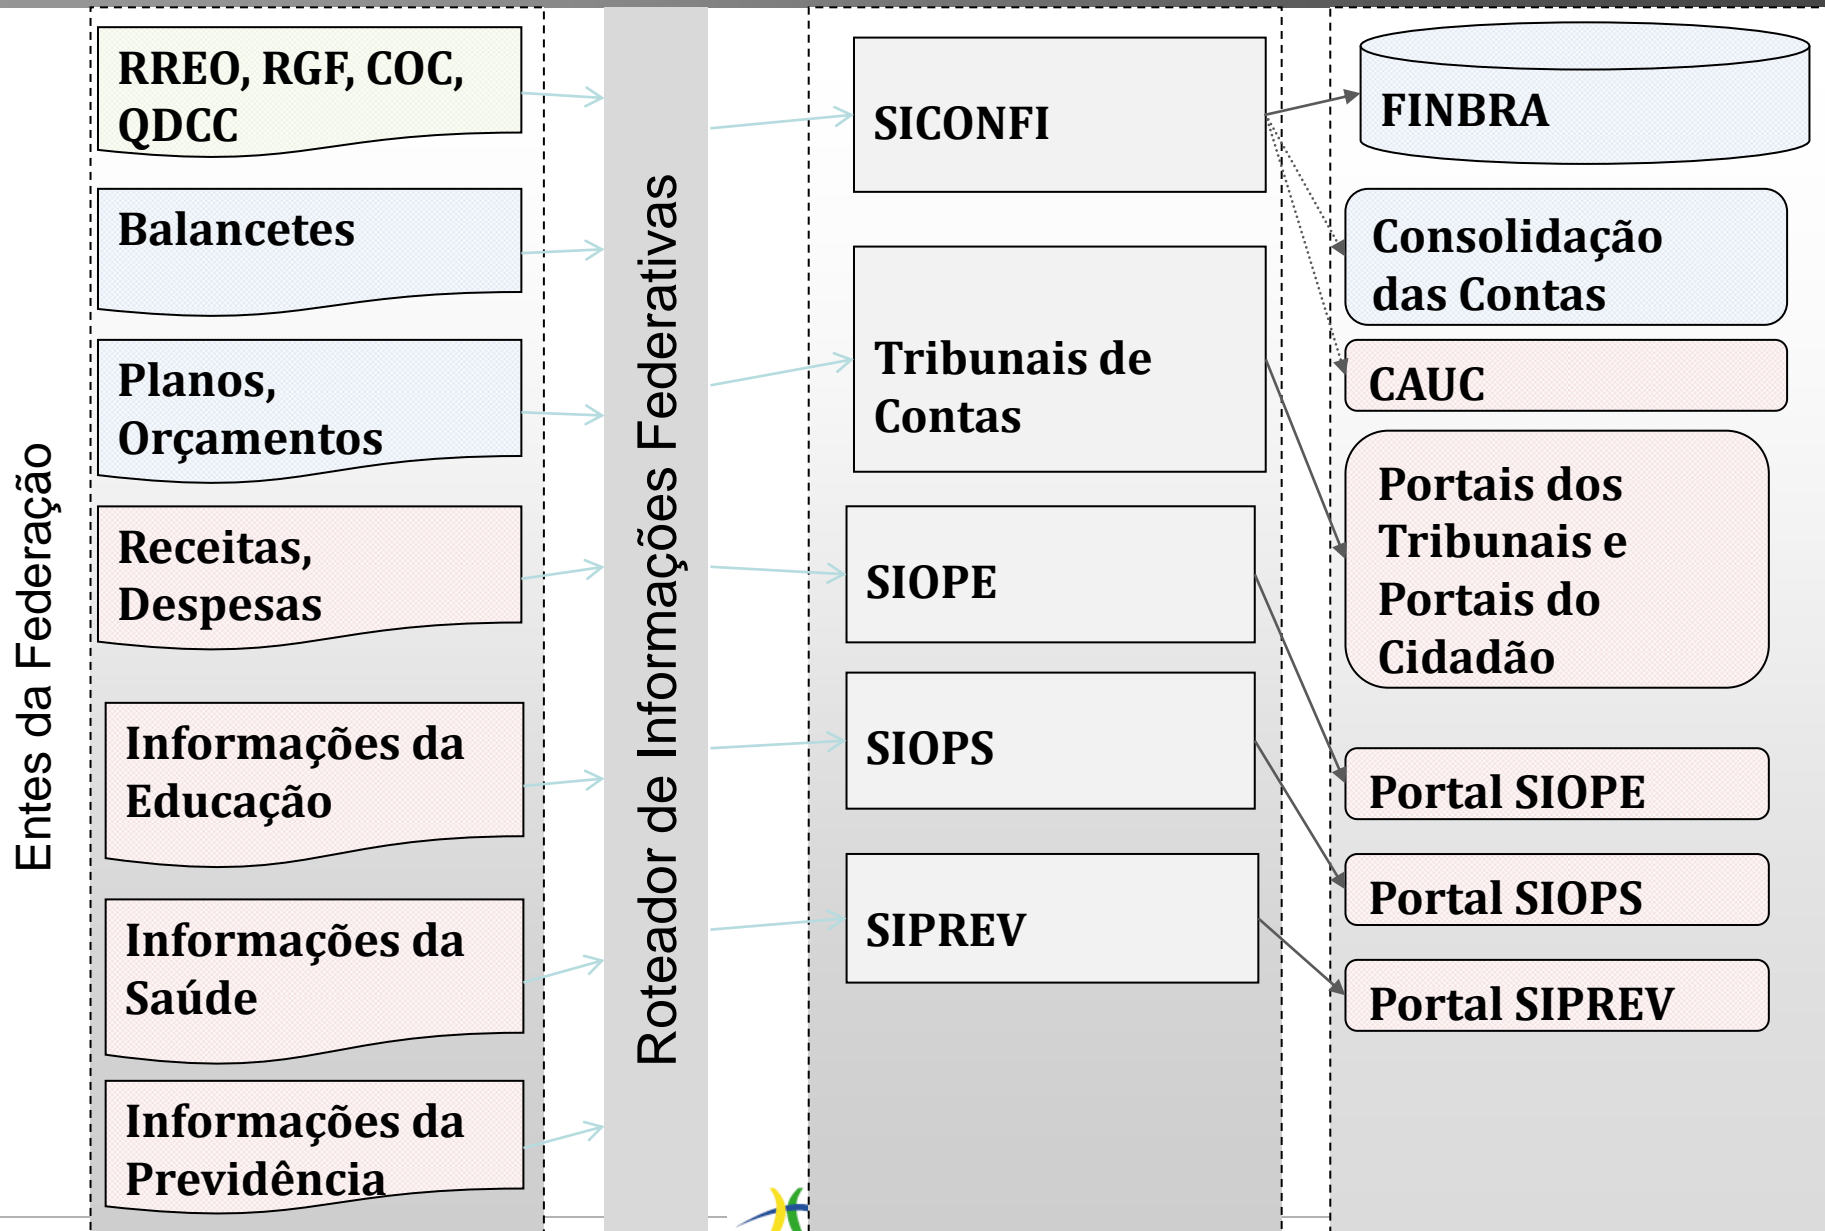 Entes da Federação
RREO, RGF, COC,
QDCC
Balancetes
Planos,
Orçamentos
Receitas,
Despesas
Informações da
Educação
Informações da
Saúde
Informações da
Previdência
Roteador de Informações Federativas
SICONFI
Tribunais de
Contas
SIOPE
SIOPS
SIPREV
FINBRA
Consolidação
das Contas
CAUC
Portais dos
Tribunais e
Portais do
Cidadão
Portal SIOPE
Portal SIOPS
Portal SIPREV